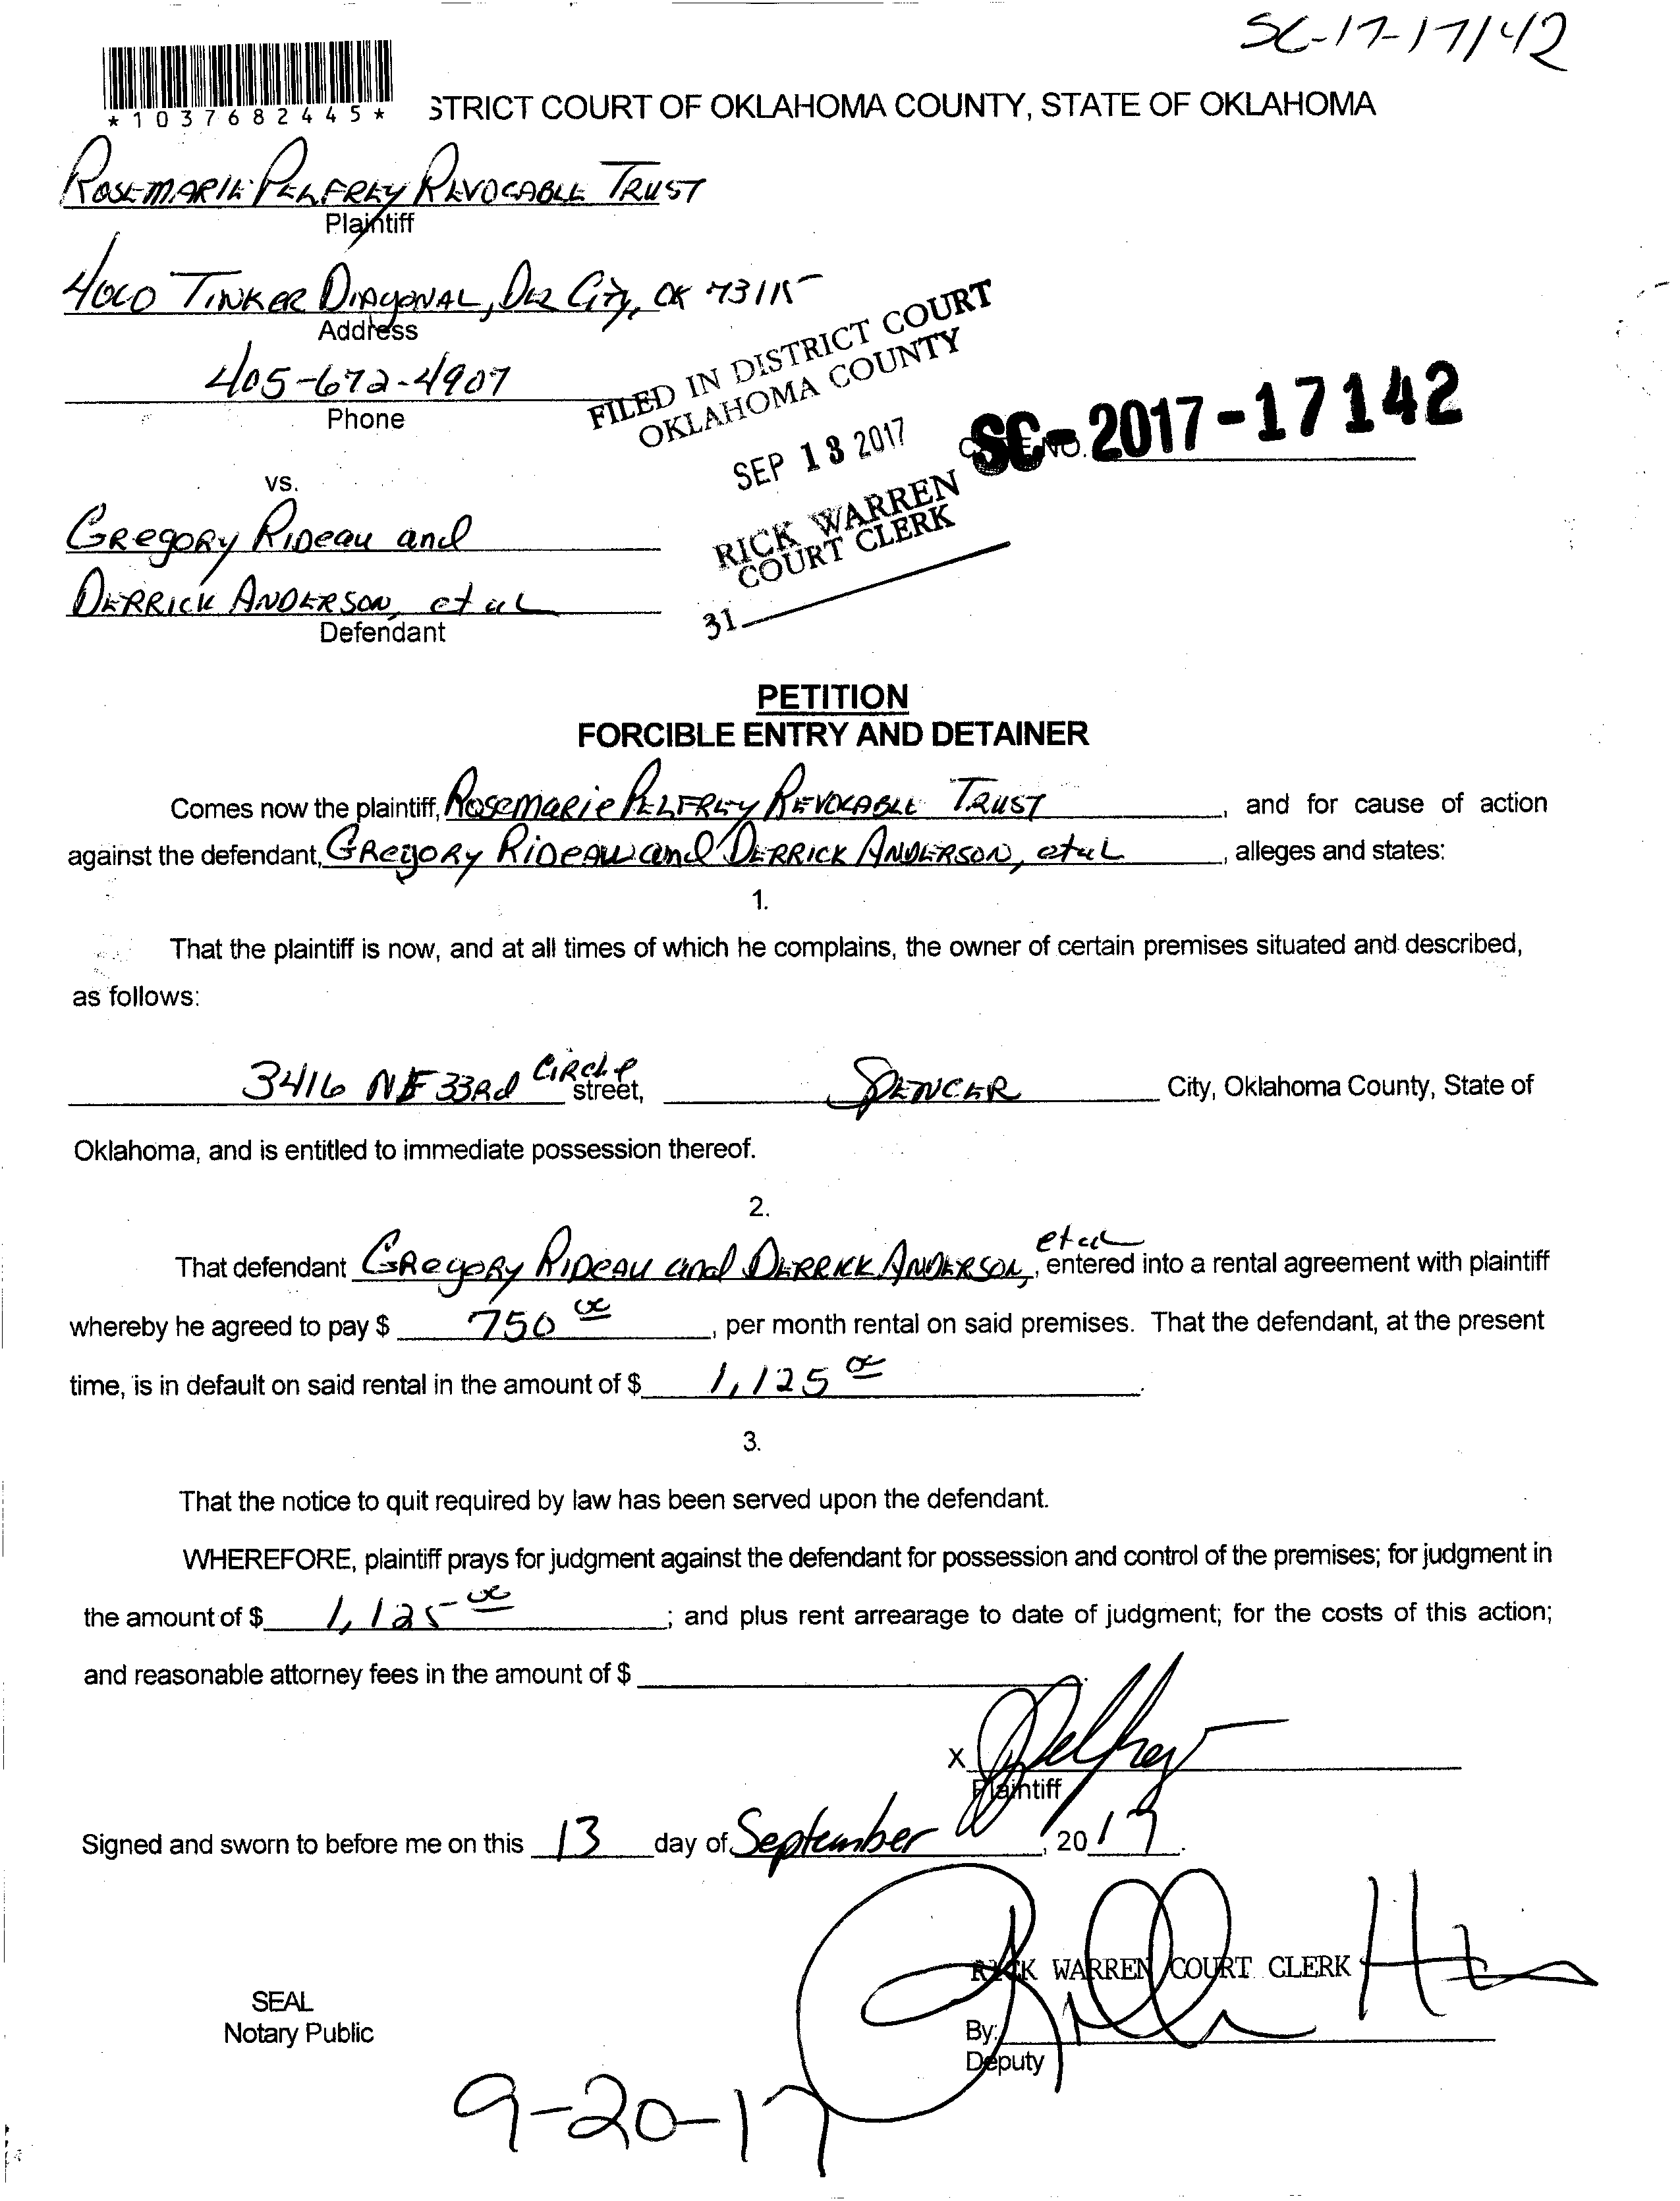 SC-17-17142
*1037682445*
STRICT COURT OF OKLAHOMA COUNTY, STATE OF OKLAHOMA
ROSEMARIE PELFREY REVOCABLE TRUST
Plaintiff
4000 TINKER DIAGONAL, DEL City, OK 73115
Address
405-672-4907
Phone
FILED IN DISTRICT COURT
OKLAHOMA COUNTY
SEP 13 2017
SC-2017-17142
NO.
RICK WARREN
COURT CLERK
31
vs.
GREGORY RIDEAU and
DERRICK ANDERSON, et al
Defendant
PETITION
FORCIBLE ENTRY AND DETAINER
Comes now the plaintiff, Rosemarie PELFREY REVOCABLE TRUST, and for cause of action
against the defendant, GREGORY RIDEAU and DERRICK ANDERSON, et al, alleges and states:
1.
That the plaintiff is now, and at all times of which he complains, the owner of certain premises situated and described,
as follows:
3416 NE 33Rd CIRCLE street, SPENCER City, Oklahoma County, State of
Oklahoma, and is entitled to immediate possession thereof.
2.
That defendant GREGORY RIDEAU and DERRICK ANDERSON, et al, entered into a rental agreement with plaintiff
whereby he agreed to pay $ 750 00, per month rental on said premises. That the defendant, at the present
time, is in default on said rental in the amount of $ 1,125 00.
3.
That the notice to quit required by law has been served upon the defendant.
WHEREFORE, plaintiff prays for judgment against the defendant for possession and control of the premises; for judgment in
the amount of $ 1,125 00; and plus rent arrearage to date of judgment; for the costs of this action;
and reasonable attorney fees in the amount of $
X Pelfrey
Plaintiff
Signed and sworn to before me on this 13 day of September, 2017.
RICK WARREN COURT CLERK
SEAL
Notary Public
By:
Deputy
9-20-17